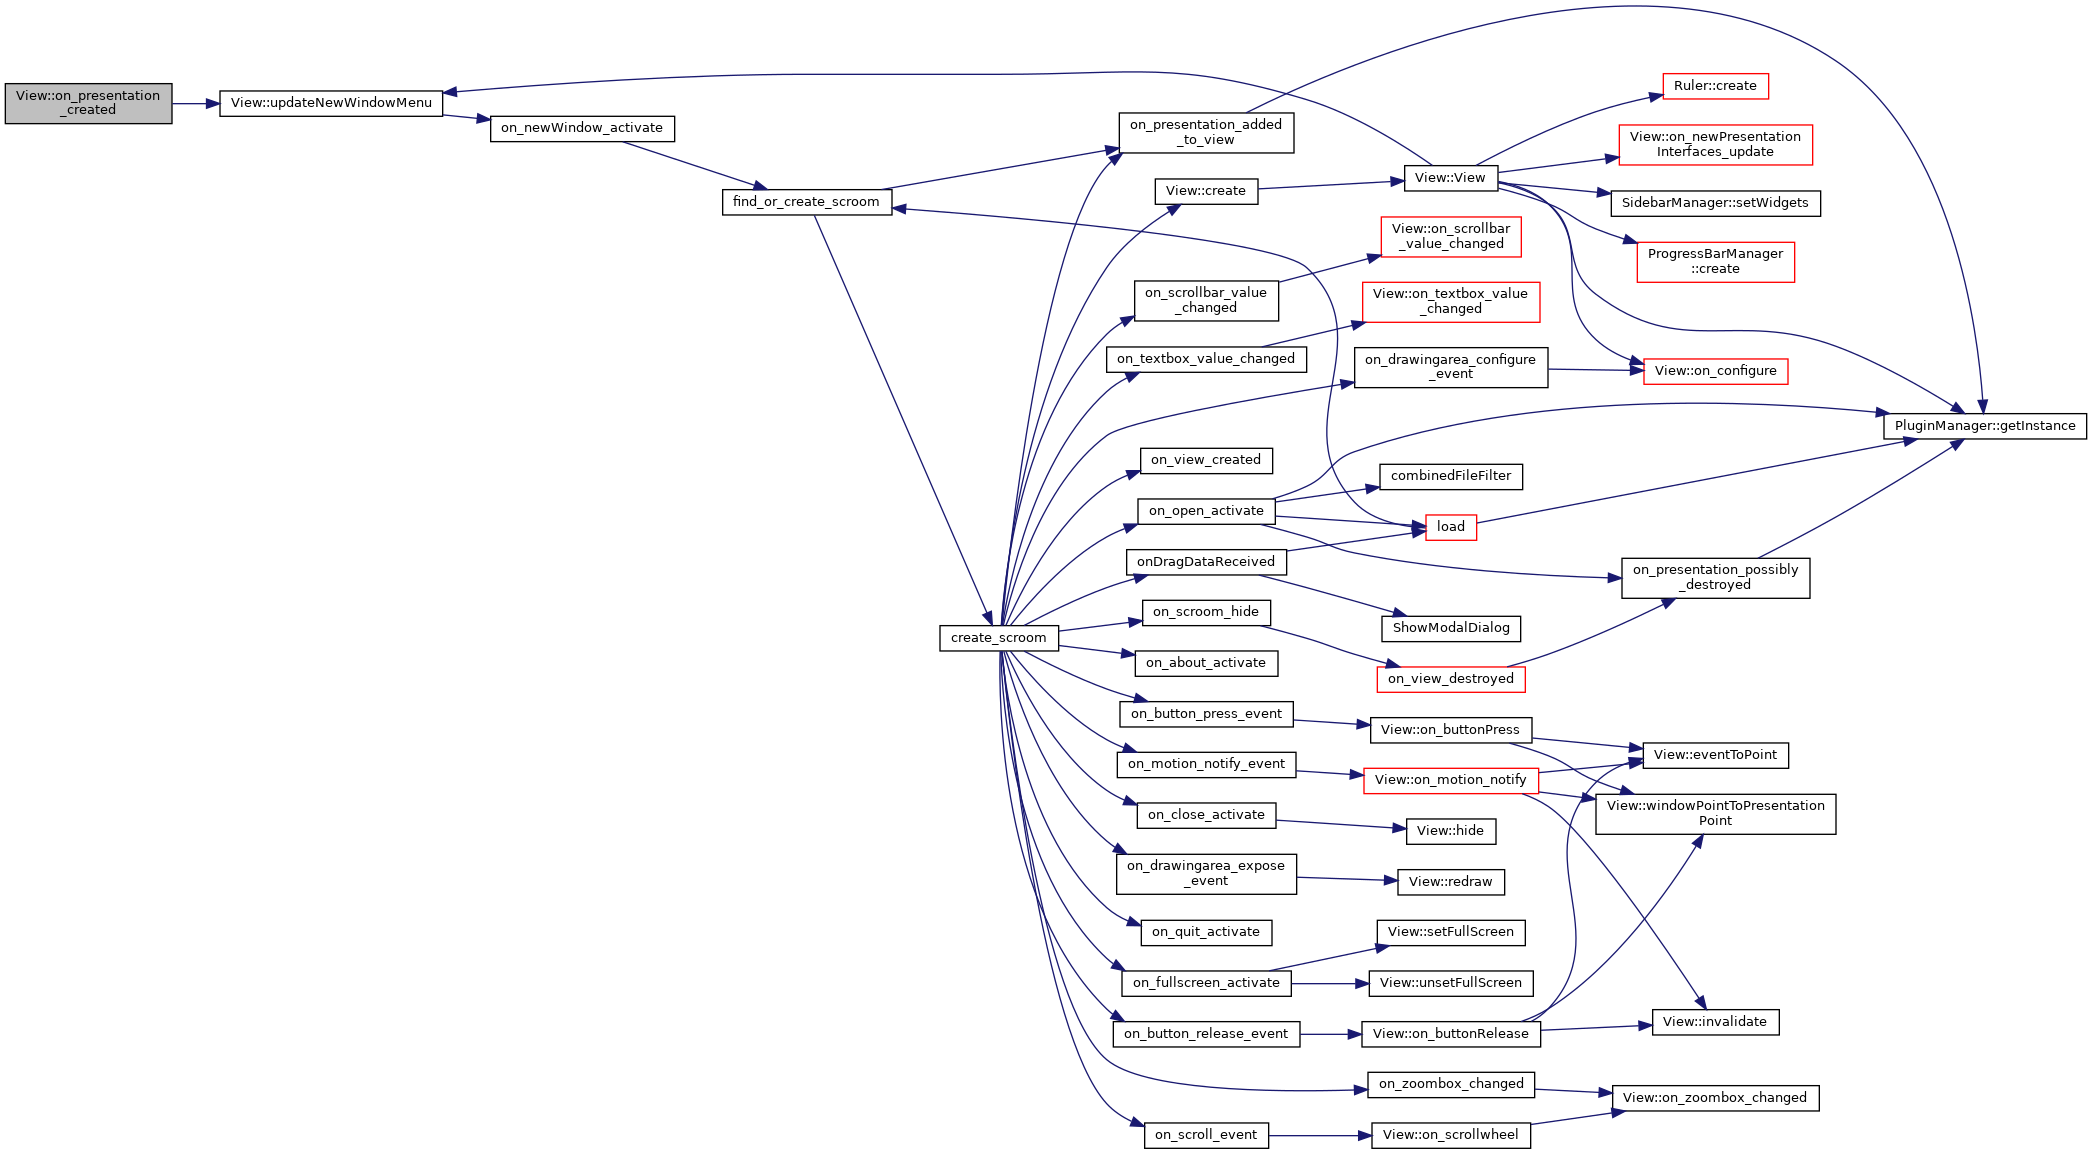 View::on_presentation
_created
View::updateNewWindowMenu
on_newWindow_activate
find_or_create_scroom
create_scroom
on_presentation_added
_to_view
View::create
on_scrollbar_value
_changed
on_textbox_value_changed
on_view_created
on_open_activate
onDragDataReceived
on_scroom_hide
on_about_activate
on_button_press_event
on_motion_notify_event
on_close_activate
on_drawingarea_expose
_event
on_quit_activate
on_fullscreen_activate
on_button_release_event
on_scroll_event
View::View
View::on_scrollbar
_value_changed
View::on_textbox_value
_changed
on_drawingarea_configure
_event
combinedFileFilter
load
ShowModalDialog
on_view_destroyed
View::on_buttonPress
View::on_motion_notify
View::hide
View::redraw
View::setFullScreen
View::unsetFullScreen
View::on_buttonRelease
on_zoombox_changed
View::on_scrollwheel
Ruler::create
View::on_newPresentation
Interfaces_update
SidebarManager::setWidgets
ProgressBarManager
::create
View::on_configure
on_presentation_possibly
_destroyed
View::eventToPoint
View::windowPointToPresentation
Point
View::invalidate
View::on_zoombox_changed
PluginManager::getInstance